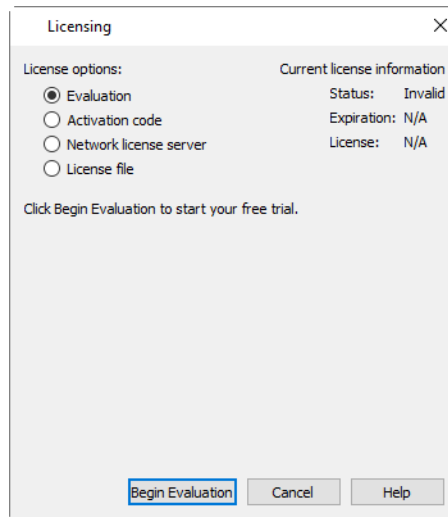 Licensing
License options:
Evaluation
Activation code
Network license server
License file
Current license information
Status: Invalid
Expiration: N/A
License: N/A
Click Begin Evaluation to start your free trial.
Begin Evaluation Cancel Help